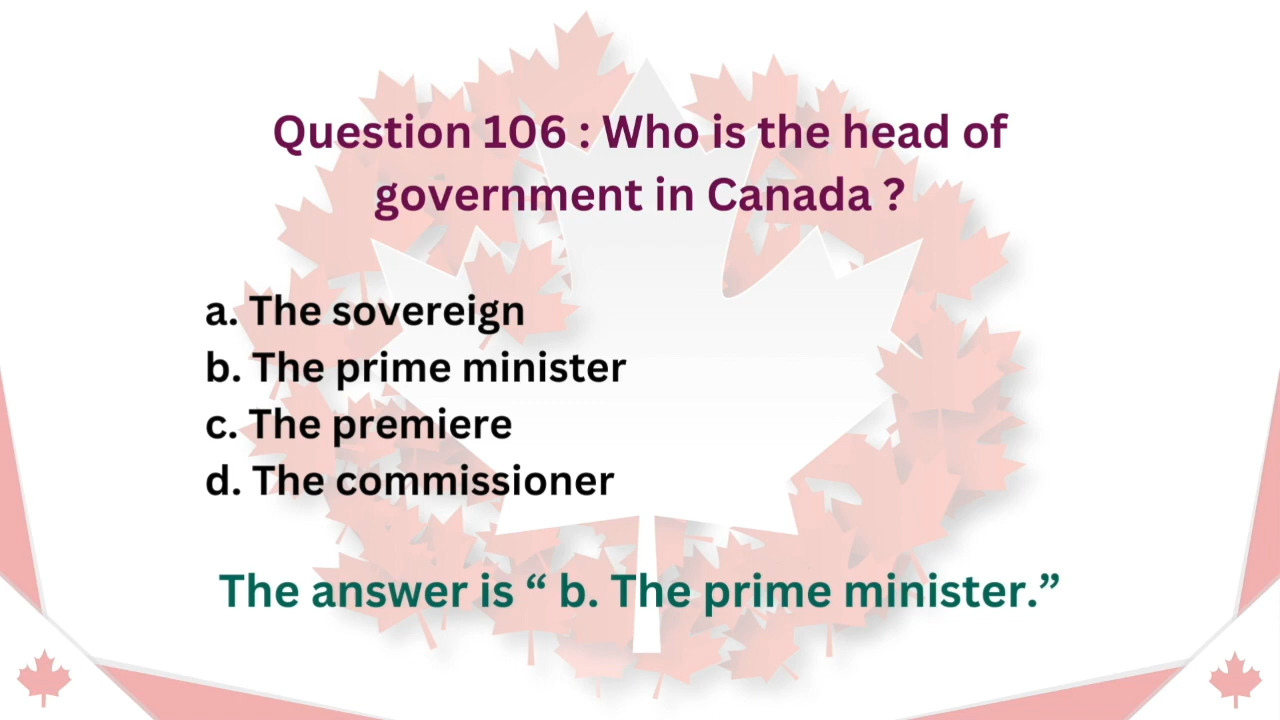 Question 106 : Who is the head of
government in Canada ?
a. The sovereign
b. The prime minister
c. The premiere
d. The commissioner
The answer is “ b. The prime minister.”